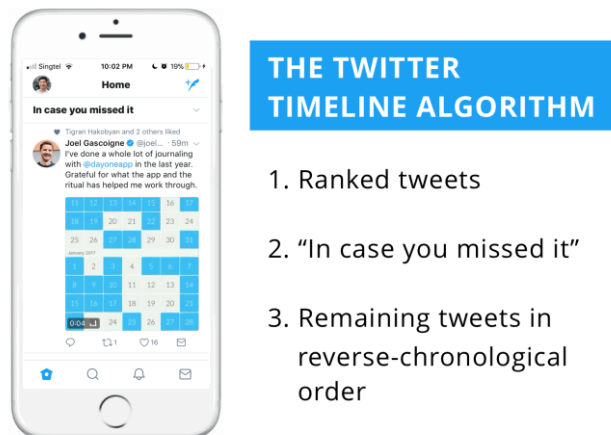 Singtel 10:02 PM 19%
Home
In case you missed it
Tigran Hakobyan and 2 others liked
Joel Gascoigne @joel... · 59m
I've done a whole lot of journaling
with @dayoneapp in the last year.
Grateful for what the app and the
ritual has helped me work through.
11 12 13 14 15 16 17
18 19 20 21 22 23 24
25 26 27 28 29 30 31
January 2017
1 2 3 4 5 6 7
8 9 10 11 12 13 14
15 16 17 18 19 20 21
0:04 24 25 26 27 28
1 16
THE TWITTER
TIMELINE ALGORITHM
1. Ranked tweets
2. “In case you missed it”
3. Remaining tweets in
reverse-chronological
order